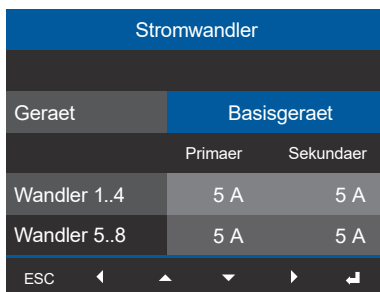 Stromwandler
Geraet Basisgeraet
Primaer Sekundaer
Wandler 1..4 5 A 5 A
Wandler 5..8 5 A 5 A
ESC